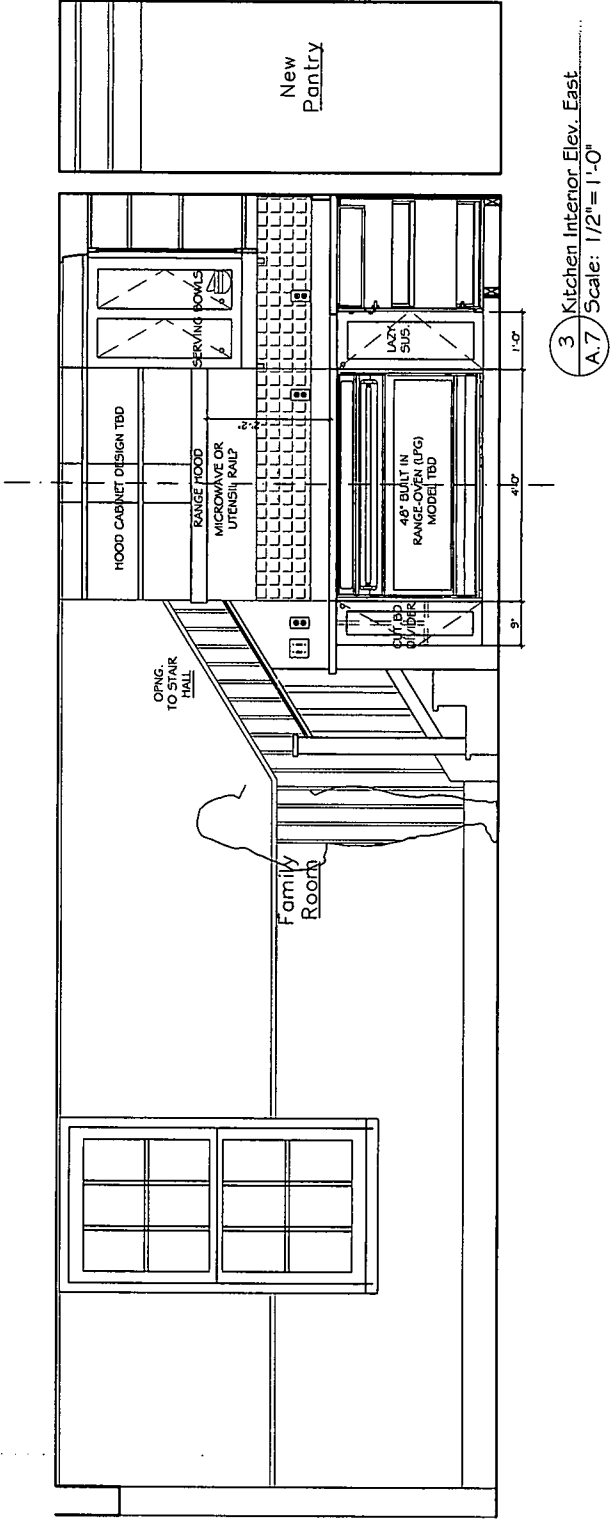 New
Pantry
HOOD CABINET DESIGN TBD
SERVING BOWLS
RANGE HOOD
MICROWAVE OR
UTENSIL RAIL?
LAZY
SUS.
48" BUILT IN
RANGE-OVEN (LPG)
MODEL TBD
CUT BD
DIVIDER
OPNG.
TO STAIR
HALL
Family
Room
1'-0"
4'-0"
9"
3
A.7
Kitchen Interior Elev. East
Scale: 1/2"=1'-0"